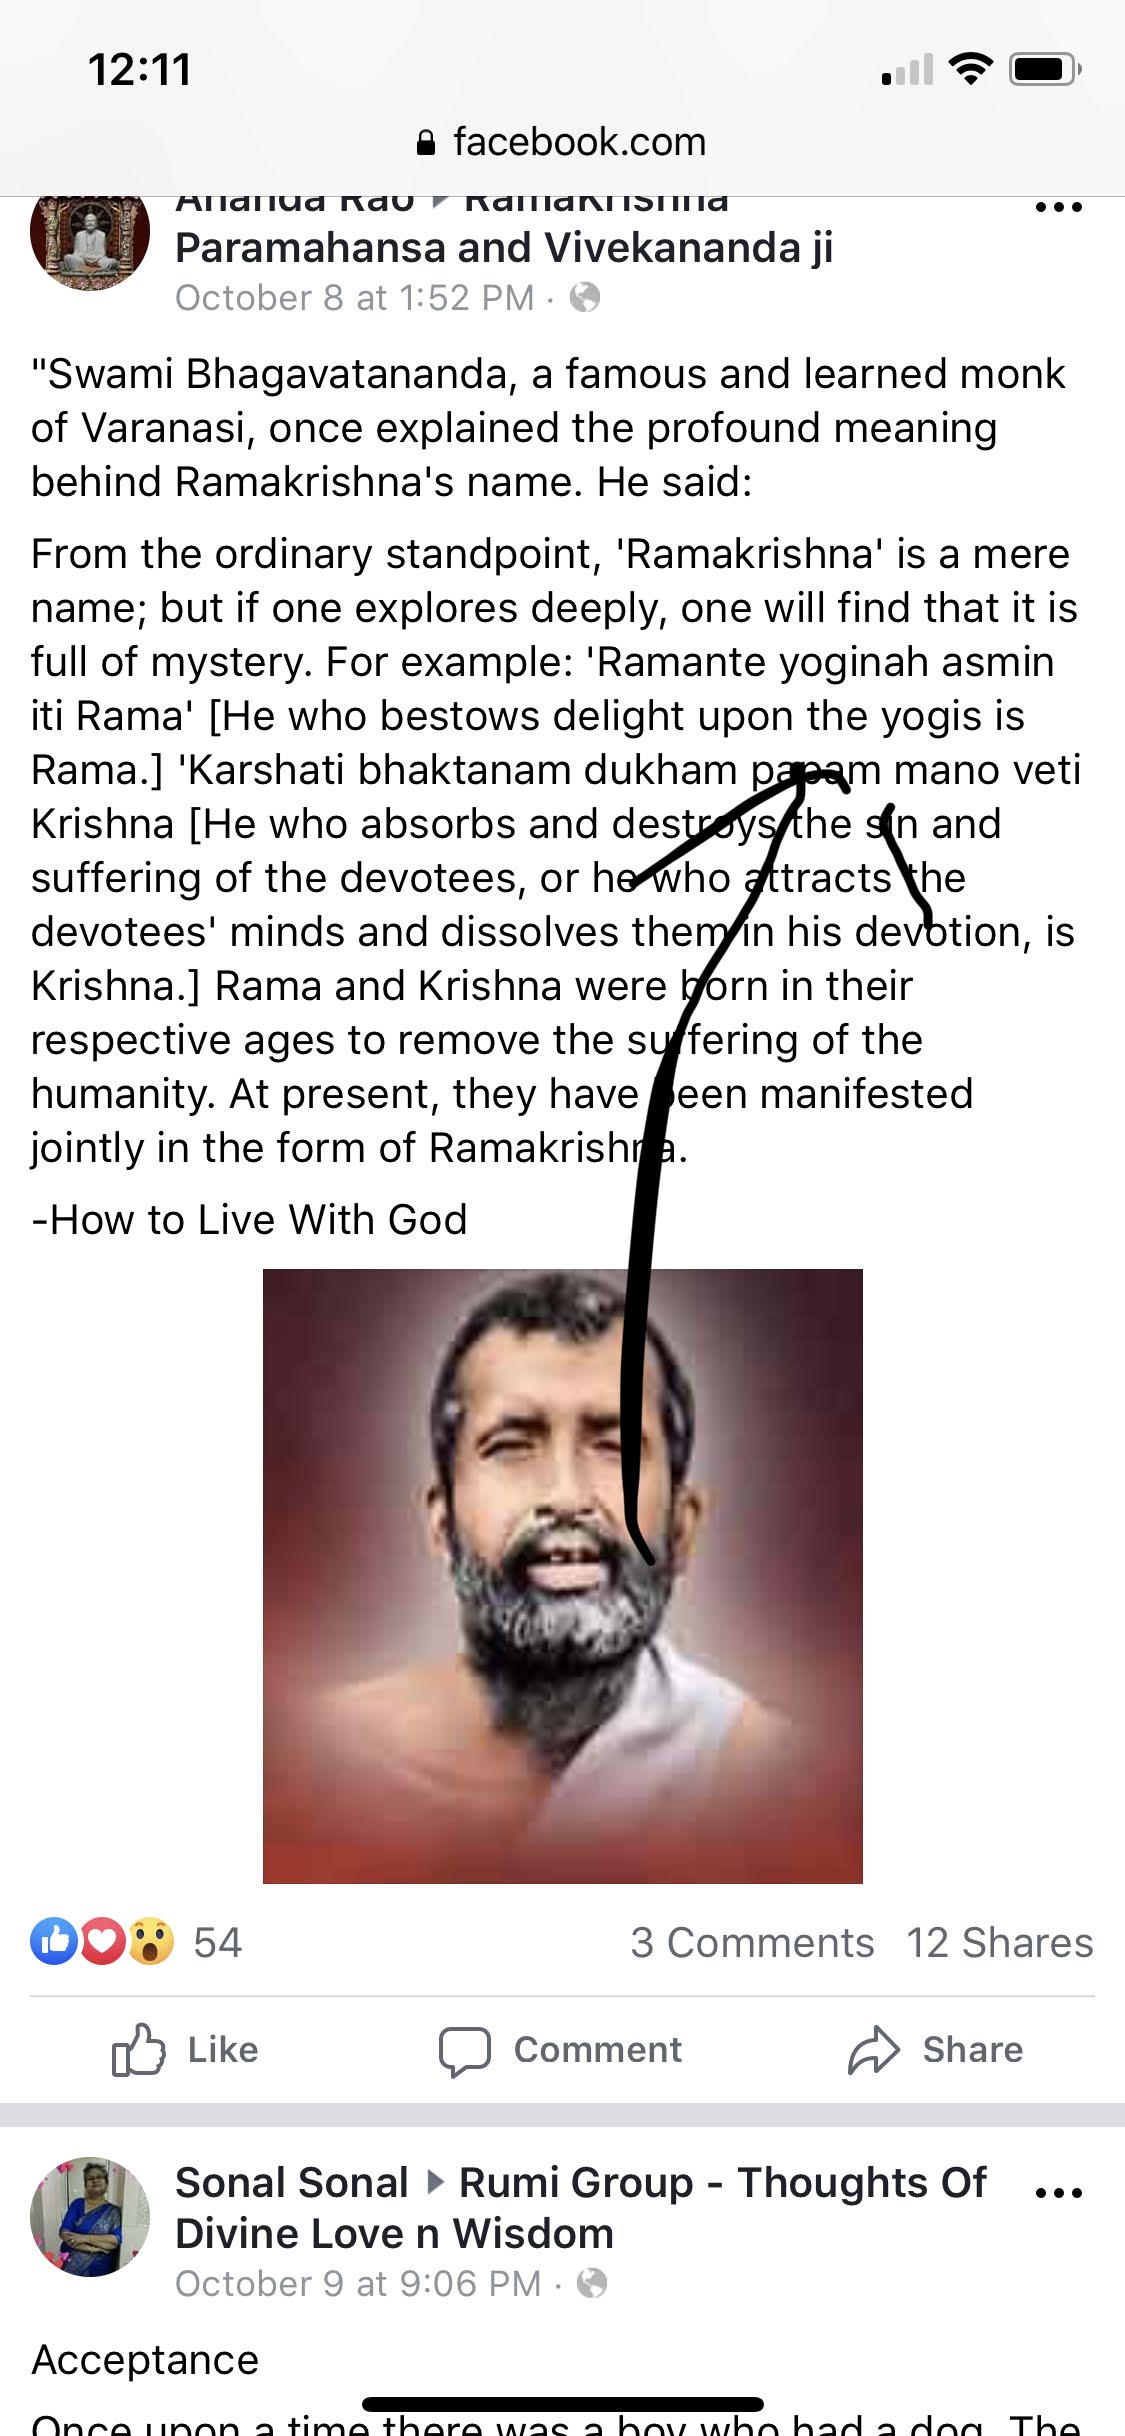 12:11
facebook.com
Ananda Rao ▸ Ramakrishna
Paramahansa and Vivekananda ji
October 8 at 1:52 PM ·
"Swami Bhagavatananda, a famous and learned monk
of Varanasi, once explained the profound meaning
behind Ramakrishna's name. He said:
From the ordinary standpoint, 'Ramakrishna' is a mere
name; but if one explores deeply, one will find that it is
full of mystery. For example: 'Ramante yoginah asmin
iti Rama' [He who bestows delight upon the yogis is
Rama.] 'Karshati bhaktanam dukham papam mano veti
Krishna [He who absorbs and destroys the sin and
suffering of the devotees, or he who attracts the
devotees' minds and dissolves them in his devotion, is
Krishna.] Rama and Krishna were born in their
respective ages to remove the suffering of the
humanity. At present, they have been manifested
jointly in the form of Ramakrishna.
-How to Live With God
54
3 Comments 12 Shares
Like Comment Share
Sonal Sonal ▸ Rumi Group - Thoughts Of
Divine Love n Wisdom
October 9 at 9:06 PM ·
Acceptance
Once upon a time there was a boy who had a dog. The